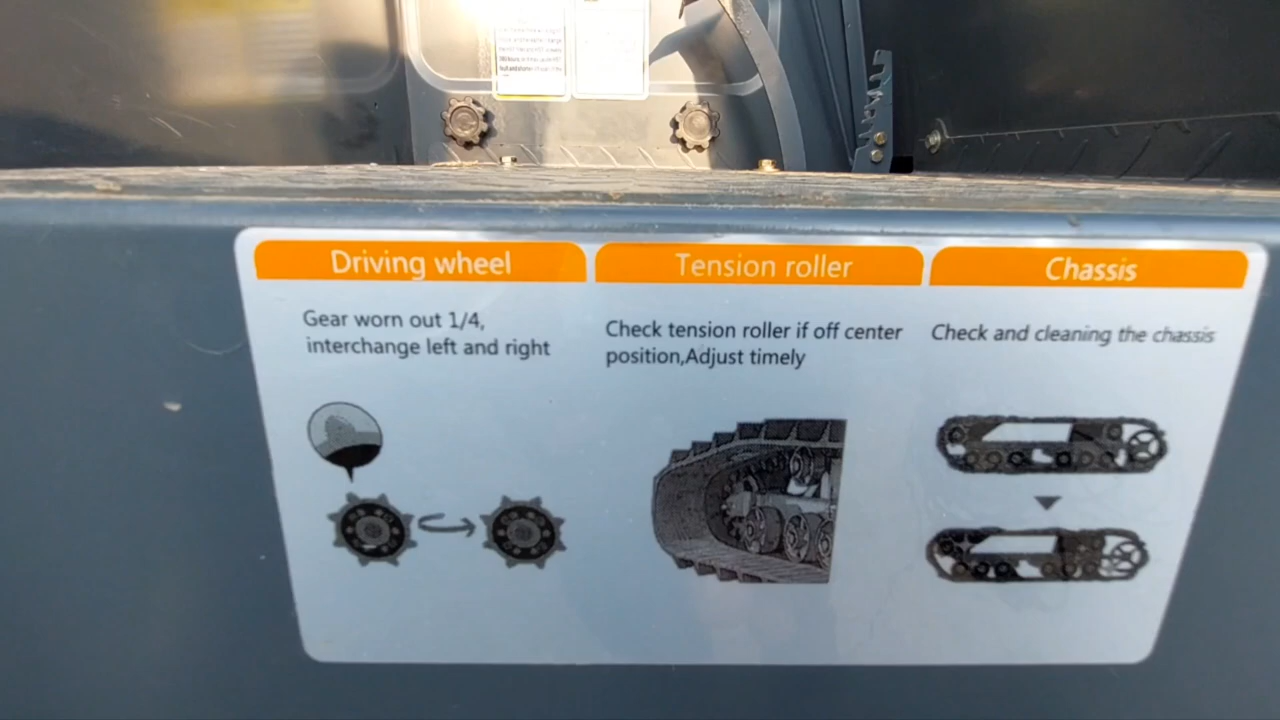 Driving wheel
Gear worn out 1/4,
interchange left and right
Tension roller
Check tension roller if off center
position,Adjust timely
Chassis
Check and cleaning the chassis